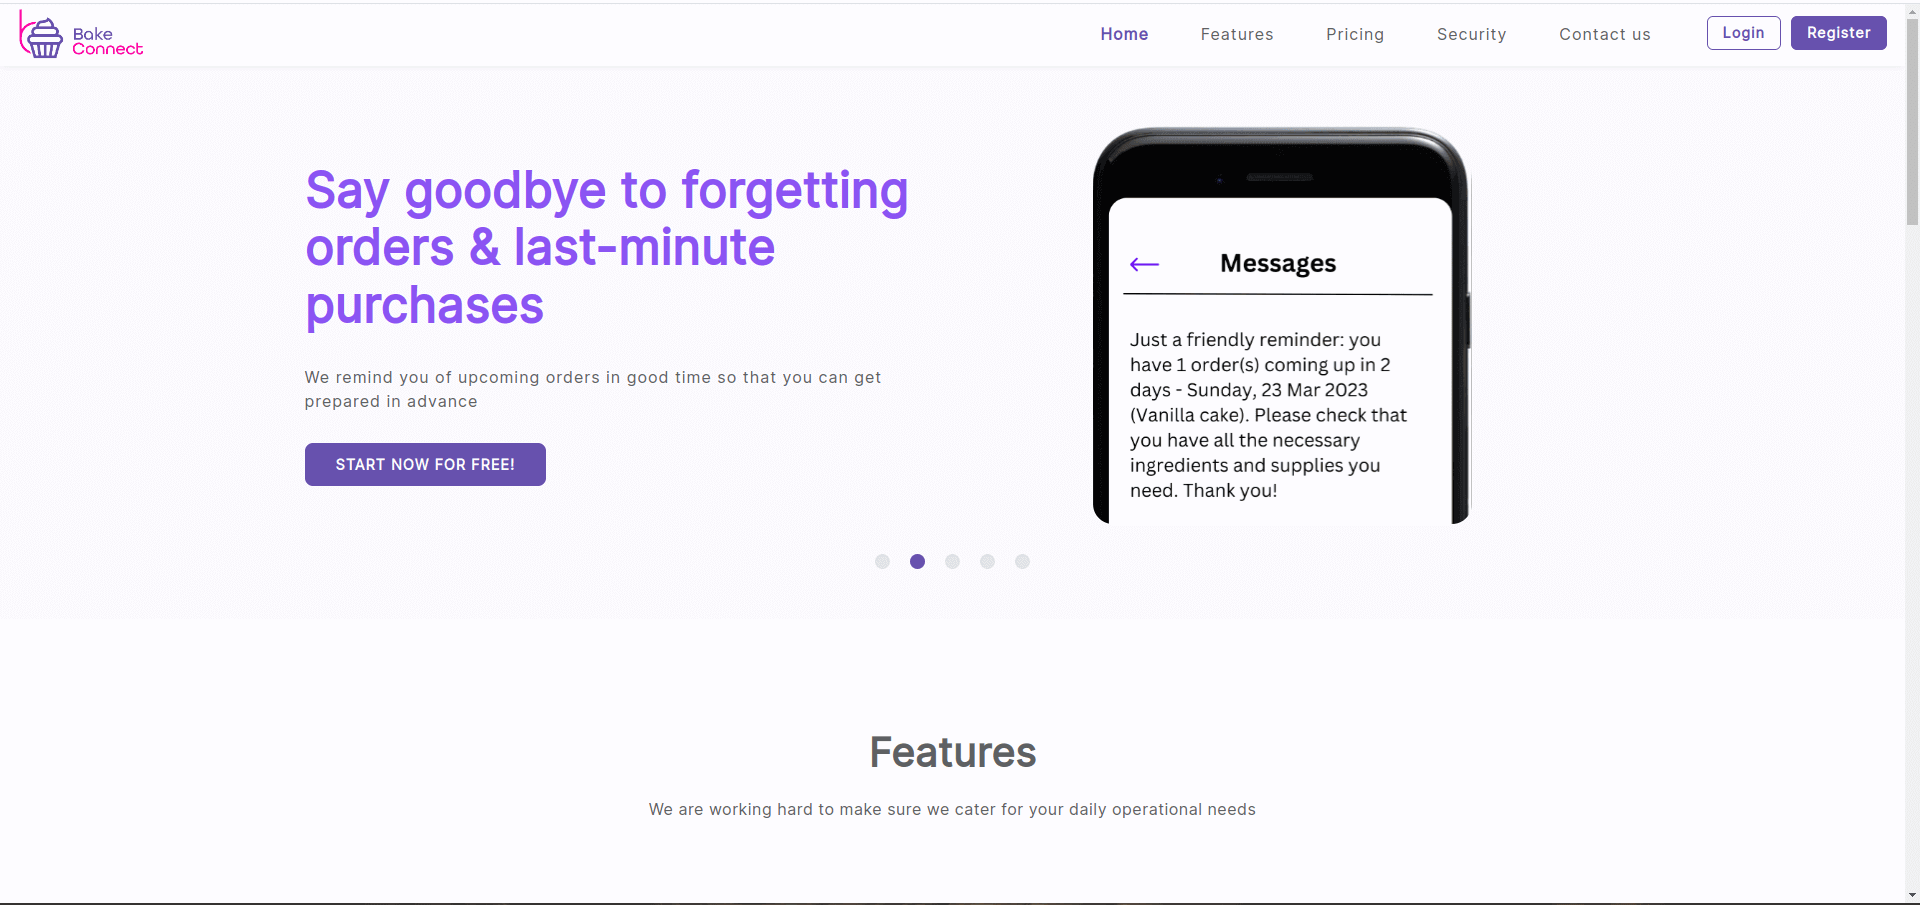 Bake
Connect
Home Features Pricing Security Contact us Login Register
Say goodbye to forgetting
orders & last-minute
purchases
We remind you of upcoming orders in good time so that you can get
prepared in advance
START NOW FOR FREE!
Messages
Just a friendly reminder: you
have 1 order(s) coming up in 2
days - Sunday, 23 Mar 2023
(Vanilla cake). Please check that
you have all the necessary
ingredients and supplies you
need. Thank you!
Features
We are working hard to make sure we cater for your daily operational needs